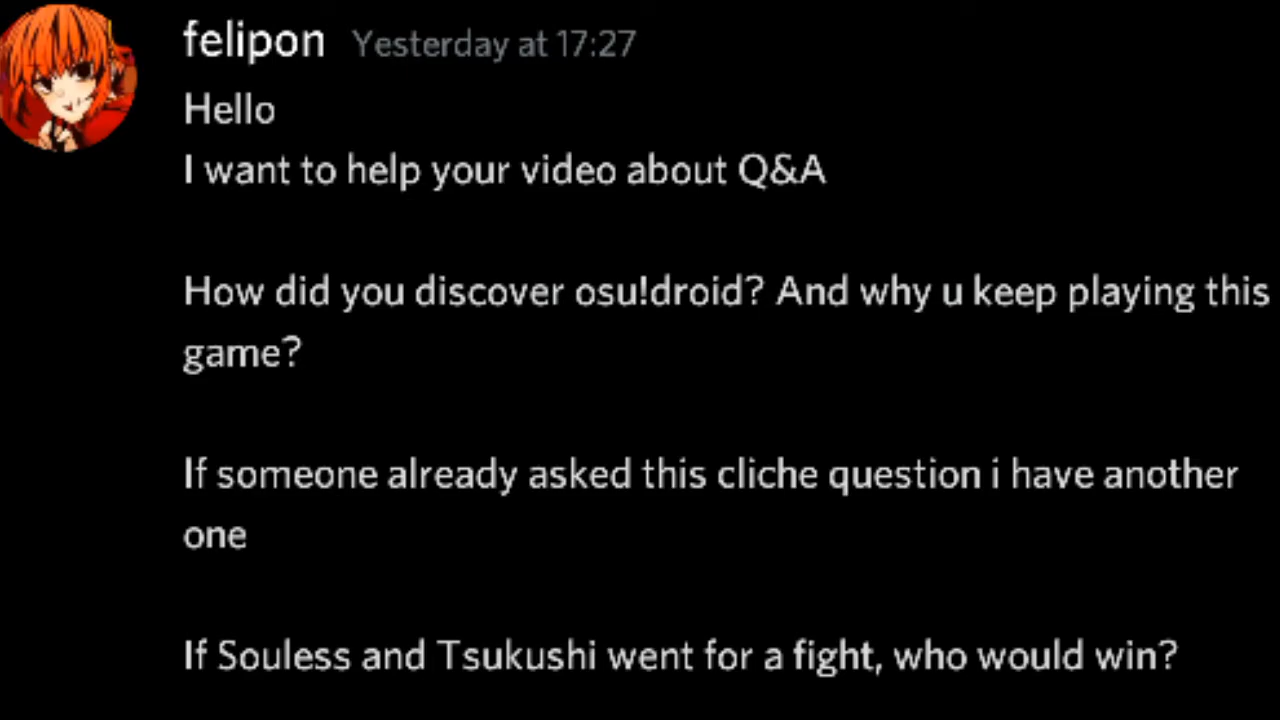 felipon Yesterday at 17:27
Hello
I want to help your video about Q&A
How did you discover osu!droid? And why u keep playing this
game?
If someone already asked this cliche question i have another
one
If Souless and Tsukushi went for a fight, who would win?